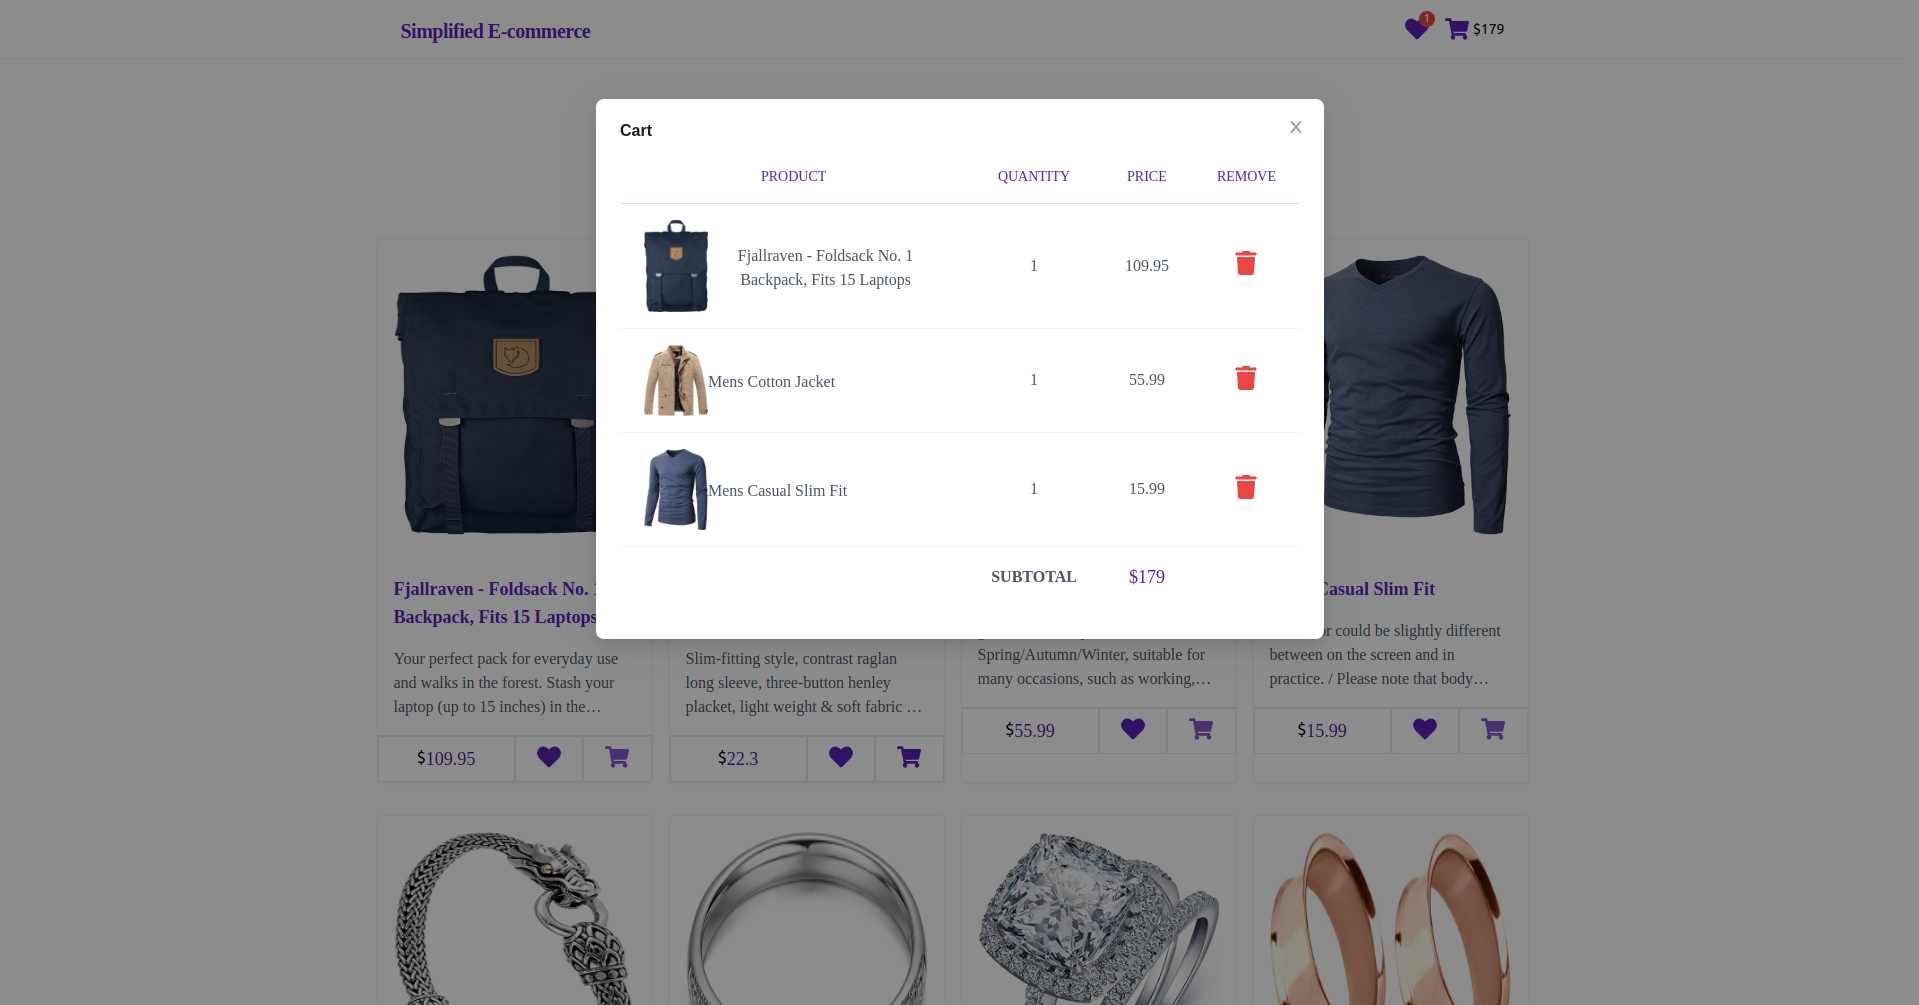 Simplified E-commerce
1
$179
Cart
PRODUCT QUANTITY PRICE REMOVE
Fjallraven - Foldsack No. 1
Backpack, Fits 15 Laptops
1 109.95
Mens Cotton Jacket 1 55.99
Mens Casual Slim Fit 1 15.99
SUBTOTAL $179
Fjallraven - Foldsack No. 1
Backpack, Fits 15 Laptops
Your perfect pack for everyday use
and walks in the forest. Stash your
laptop (up to 15 inches) in the…
$109.95
Slim-fitting style, contrast raglan
long sleeve, three-button henley
placket, light weight & soft fabric …
$22.3
Spring/Autumn/Winter, suitable for
many occasions, such as working,…
$55.99
Casual Slim Fit
could be slightly different
between on the screen and in
practice. / Please note that body…
$15.99